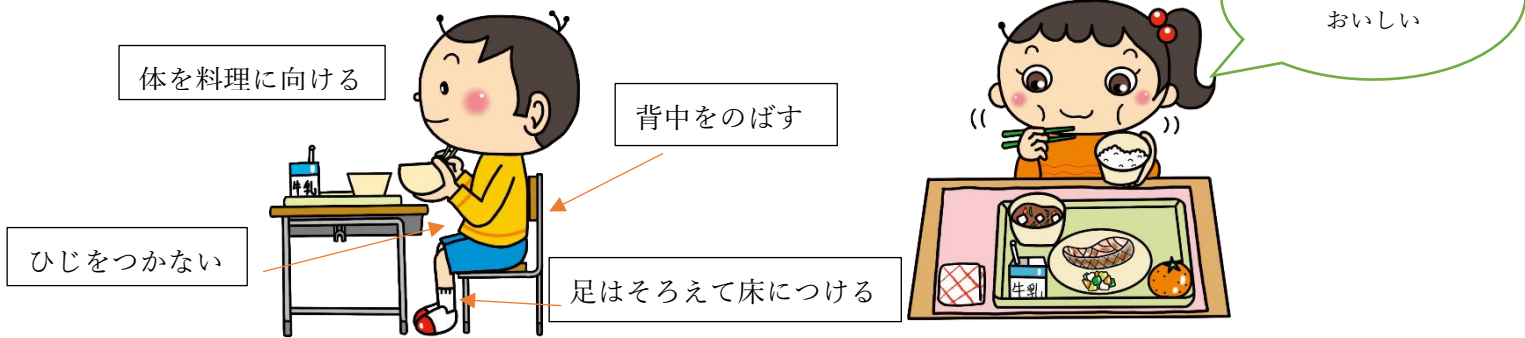 おいしい
体を料理に向ける
背中をのばす
牛乳
ひじをつかない
足はそろえて床につける
牛乳